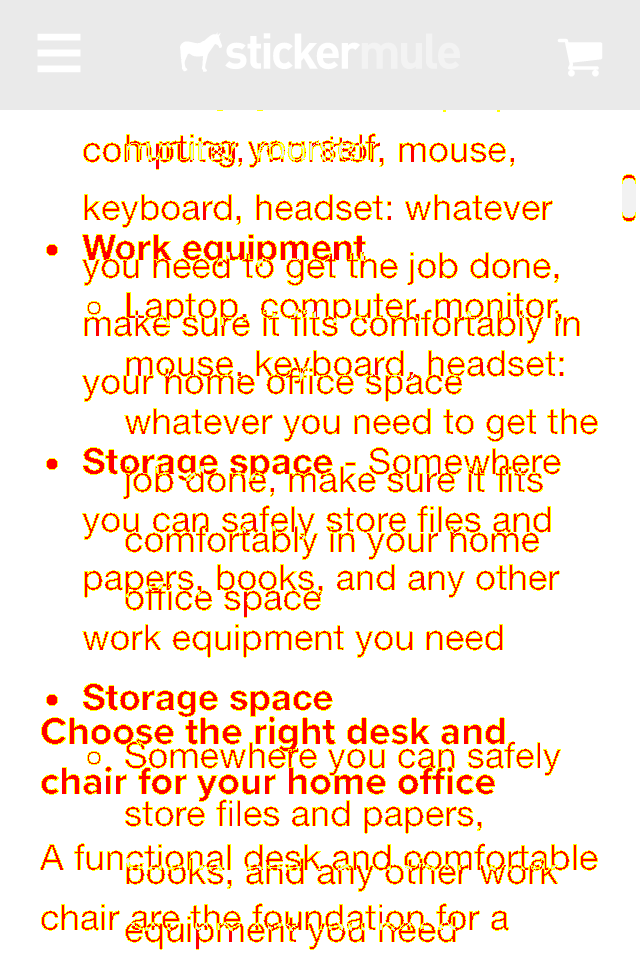 stickermule
hurting yourself
computer, monitor, mouse,
keyboard, headset: whatever
• Work equipment
you need to get the job done,
○ Laptop, computer, monitor,
make sure it fits comfortably in
mouse, keyboard, headset:
your home office space
whatever you need to get the
• Storage space - Somewhere
job done, make sure it fits
you can safely store files and
comfortably in your home
papers, books, and any other
office space
work equipment you need
• Storage space
Choose the right desk and
○ Somewhere you can safely
chair for your home office
store files and papers,
A functional desk and comfortable
books, and any other work
chair are the foundation for a
equipment you need